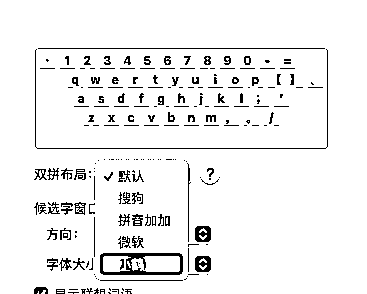 · 1 2 3 4 5 6 7 8 9 0 - =
q w e r t y u i o p 【 】 、
a s d f g h j k l ； '
z x c v b n m ， 。 /
双拼布局： ✓ 默认 ?
搜狗
候选字窗口
拼音加加
方向：
微软
字体大小
显示联想词语